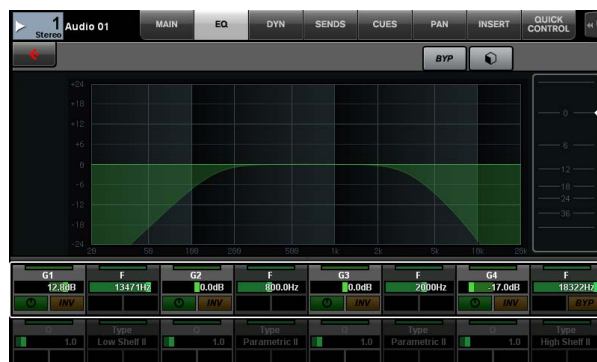 1 Audio 01 MAIN EQ DYN SENDS CUES PAN INSERT QUICK
Stereo CONTROL
BYP
+24
+18
+12
+6
0
-6
-12
-18
-24
20 50 100 200 500 1k 2k 5k 10k 20k
0
6
12
18
24
36
G1 F G2 F G3 F G4 F
12.8dB 13471Hz 0.0dB 800.0Hz 0.0dB 2000Hz -17.0dB 18322Hz
INV INV INV BYP
Q Type Q Type Q Type Q Type
1.0 Low Shelf II 1.0 Parametric II 1.0 Parametric II 1.0 High Shelf II